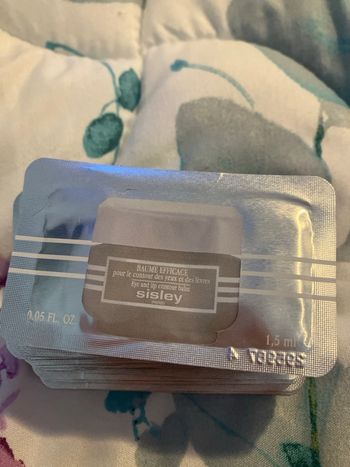 BAUME EFFICACE
pour le contour des yeux et des lèvres
Eye and lip contour balm
sisley
PARIS
0.05 FL. OZ
1,5 ml